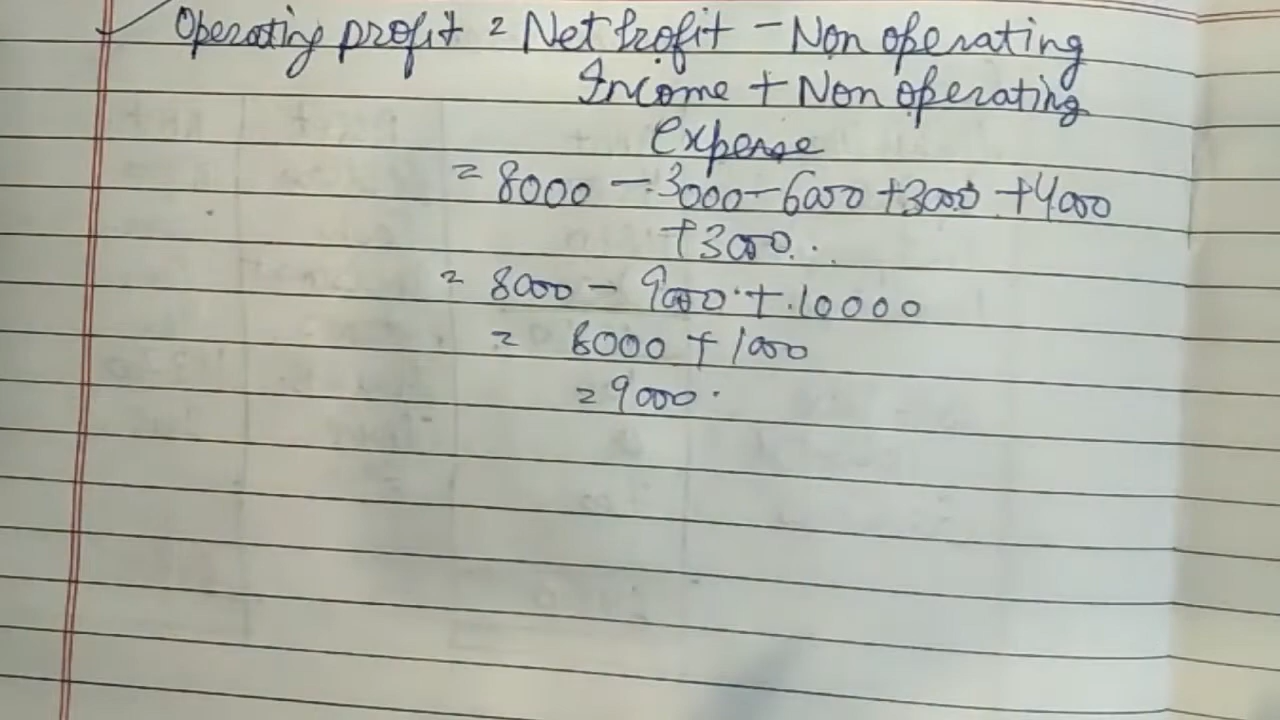 Operating profit = Net profit - Non operating
Income + Non operating
expense
= 8000 - 3000 - 6000 + 3000 + 4000
+ 3000.
= 8000 - 9000 + 10000
= 8000 + 1000
= 9000.